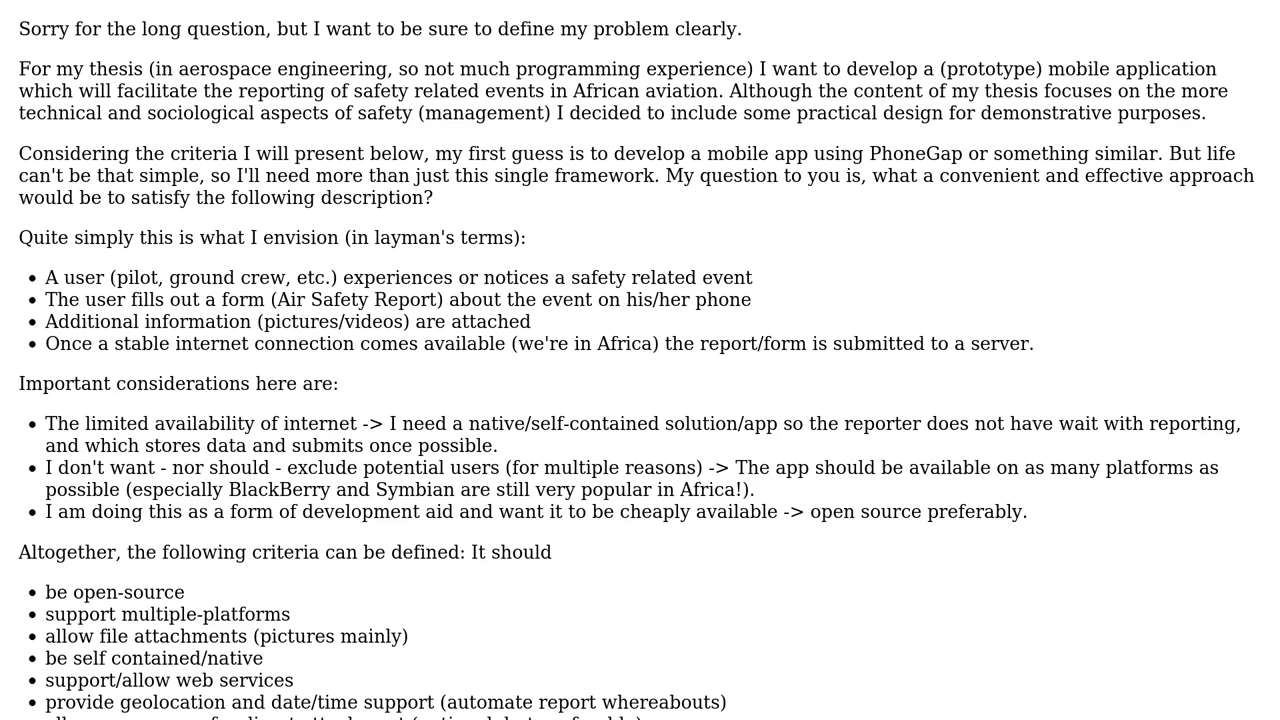 Sorry for the long question, but I want to be sure to define my problem clearly.
For my thesis (in aerospace engineering, so not much programming experience) I want to develop a (prototype) mobile application
which will facilitate the reporting of safety related events in African aviation. Although the content of my thesis focuses on the more
technical and sociological aspects of safety (management) I decided to include some practical design for demonstrative purposes.
Considering the criteria I will present below, my first guess is to develop a mobile app using PhoneGap or something similar. But life
can't be that simple, so I'll need more than just this single framework. My question to you is, what a convenient and effective approach
would be to satisfy the following description?
Quite simply this is what I envision (in layman's terms):
• A user (pilot, ground crew, etc.) experiences or notices a safety related event
• The user fills out a form (Air Safety Report) about the event on his/her phone
• Additional information (pictures/videos) are attached
• Once a stable internet connection comes available (we're in Africa) the report/form is submitted to a server.
Important considerations here are:
• The limited availability of internet -> I need a native/self-contained solution/app so the reporter does not have wait with reporting,
and which stores data and submits once possible.
• I don't want - nor should - exclude potential users (for multiple reasons) -> The app should be available on as many platforms as
possible (especially BlackBerry and Symbian are still very popular in Africa!).
• I am doing this as a form of development aid and want it to be cheaply available -> open source preferably.
Altogether, the following criteria can be defined: It should
• be open-source
• support multiple-platforms
• allow file attachments (pictures mainly)
• be self contained/native
• support/allow web services
• provide geolocation and date/time support (automate report whereabouts)